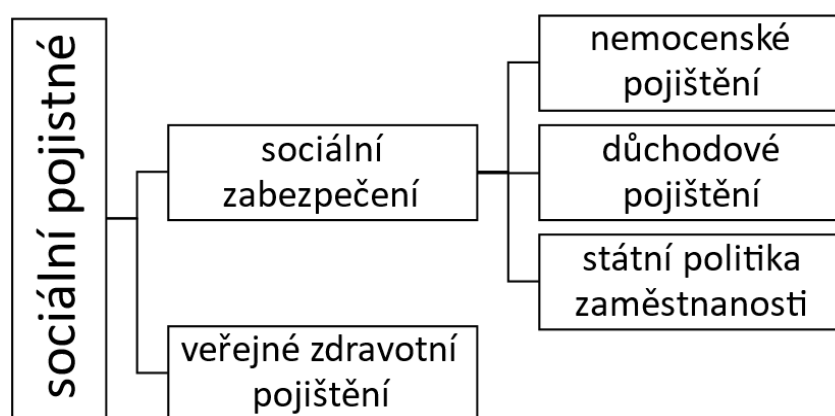 sociální pojistné
sociální
zabezpečení
nemocenské
pojištění
důchodové
pojištění
státní politika
zaměstnanosti
veřejné zdravotní
pojištění